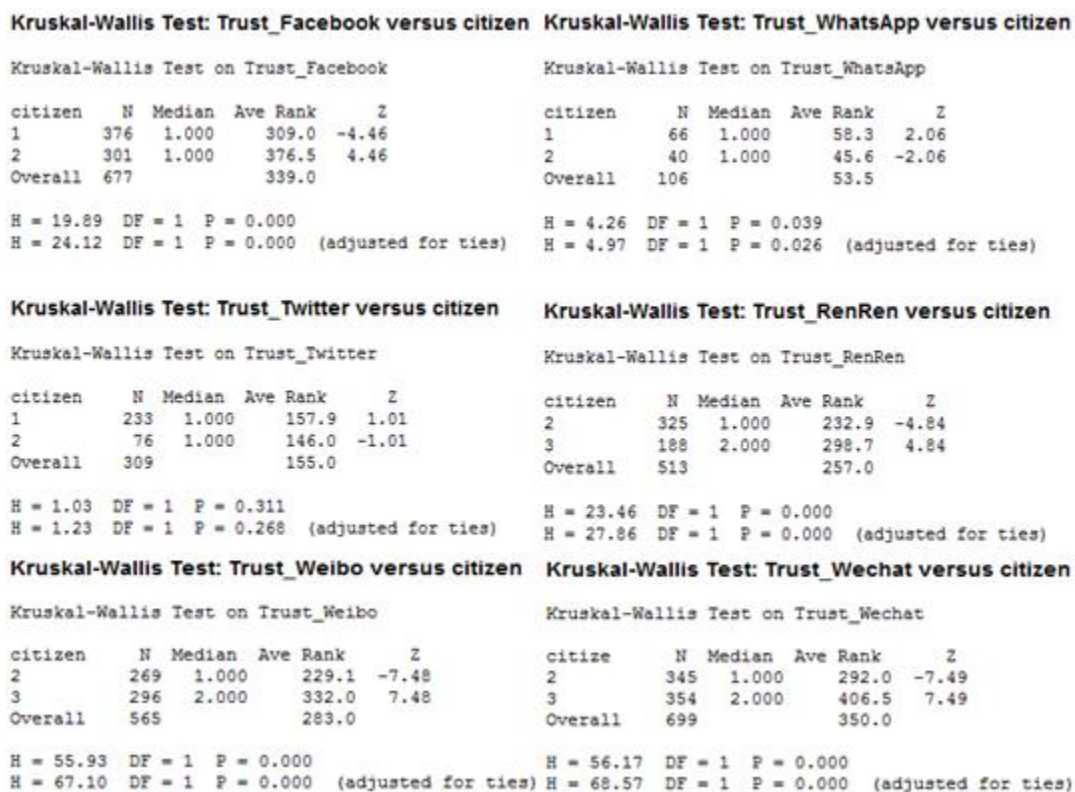 Kruskal-Wallis Test: Trust_Facebook versus citizen
Kruskal-Wallis Test on Trust_Facebook
citizen N Median Ave Rank Z
1 376 1.000 309.0 -4.46
2 301 1.000 376.5 4.46
Overall 677 339.0
H = 19.89 DF = 1 P = 0.000
H = 24.12 DF = 1 P = 0.000 (adjusted for ties)
Kruskal-Wallis Test: Trust_WhatsApp versus citizen
Kruskal-Wallis Test on Trust_WhatsApp
citizen N Median Ave Rank Z
1 66 1.000 58.3 2.06
2 40 1.000 45.6 -2.06
Overall 106 53.5
H = 4.26 DF = 1 P = 0.039
H = 4.97 DF = 1 P = 0.026 (adjusted for ties)
Kruskal-Wallis Test: Trust_Twitter versus citizen
Kruskal-Wallis Test on Trust_Twitter
citizen N Median Ave Rank Z
1 233 1.000 157.9 1.01
2 76 1.000 146.0 -1.01
Overall 309 155.0
H = 1.03 DF = 1 P = 0.311
H = 1.23 DF = 1 P = 0.268 (adjusted for ties)
Kruskal-Wallis Test: Trust_RenRen versus citizen
Kruskal-Wallis Test on Trust_RenRen
citizen N Median Ave Rank Z
2 325 1.000 232.9 -4.84
3 188 2.000 298.7 4.84
Overall 513 257.0
H = 23.46 DF = 1 P = 0.000
H = 27.86 DF = 1 P = 0.000 (adjusted for ties)
Kruskal-Wallis Test: Trust_Weibo versus citizen
Kruskal-Wallis Test on Trust_Weibo
citizen N Median Ave Rank Z
2 269 1.000 229.1 -7.48
3 296 2.000 332.0 7.48
Overall 565 283.0
H = 55.93 DF = 1 P = 0.000
H = 67.10 DF = 1 P = 0.000 (adjusted for ties)
Kruskal-Wallis Test: Trust_Wechat versus citizen
Kruskal-Wallis Test on Trust_Wechat
citize N Median Ave Rank Z
2 345 1.000 292.0 -7.49
3 354 2.000 406.5 7.49
Overall 699 350.0
H = 56.17 DF = 1 P = 0.000
H = 68.57 DF = 1 P = 0.000 (adjusted for ties)